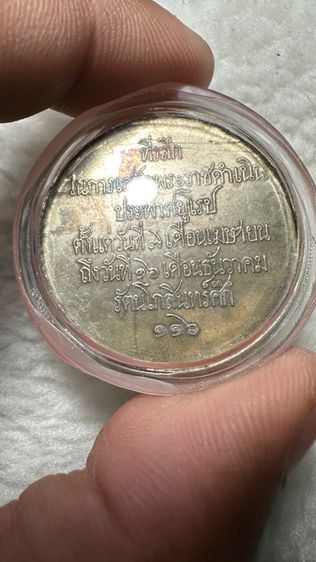 ที่รลึก
ในการเสด็จพระราชดำเนิน
ประพาศยุโรป
ตั้งแต่วันที่ ๗ เดือนเมษายน
ถึงวันที่ ๑๖ เดือนธันวาคม
รัตนโกสินทร์ศก
๑๑๖